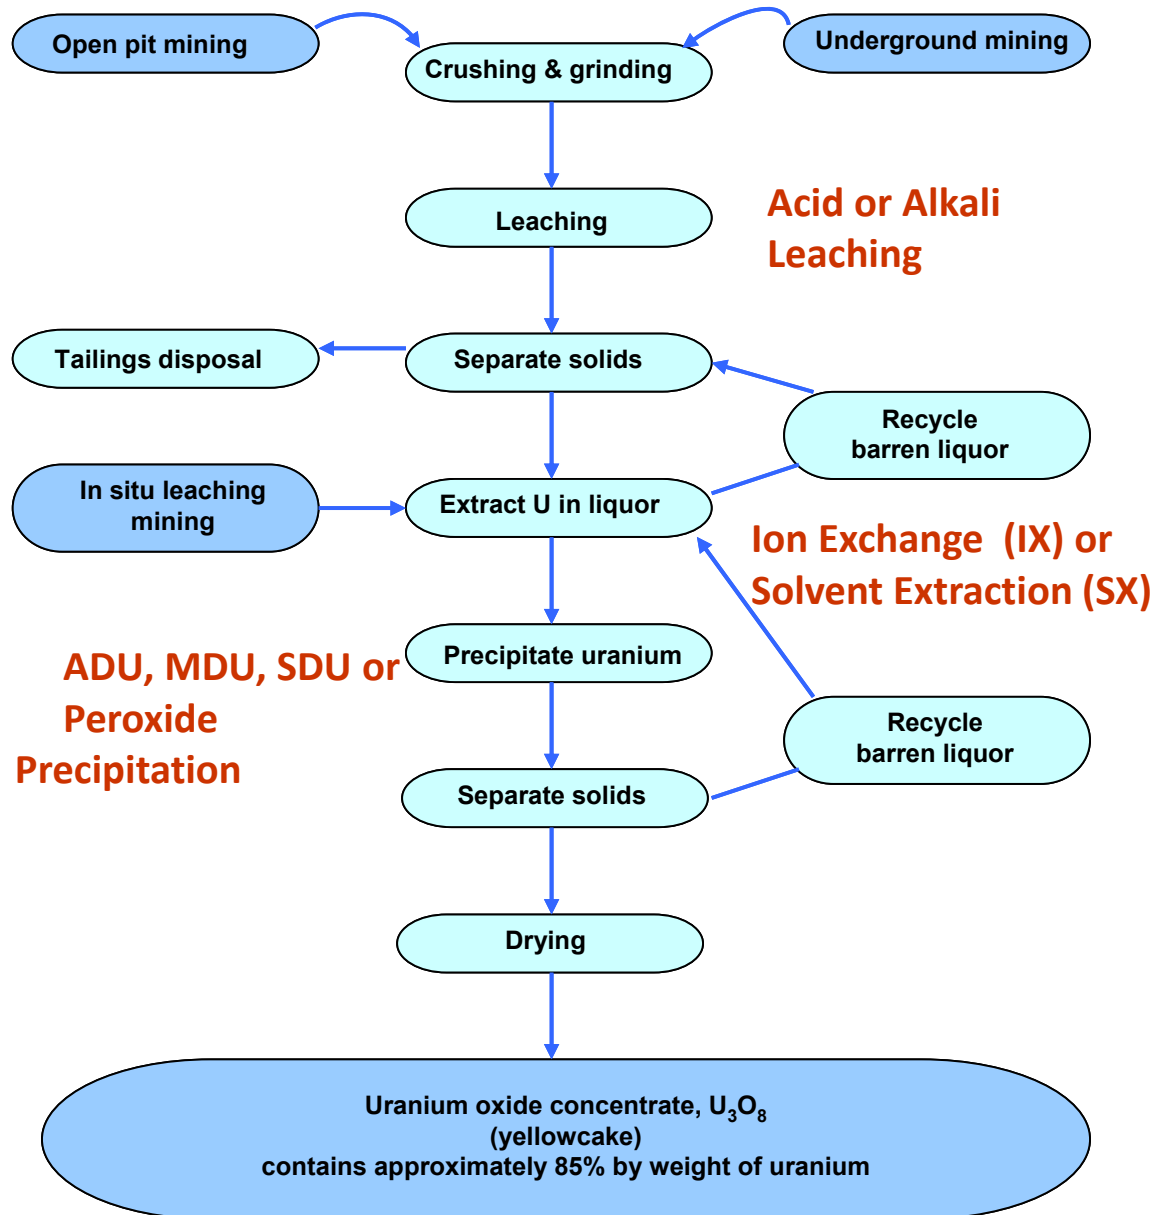 Open pit mining
Underground mining
Crushing & grinding
Acid or Alkali
Leaching
Leaching
Tailings disposal
Separate solids
Recycle
barren liquor
In situ leaching
mining
Extract U in liquor
Ion Exchange (IX) or
Solvent Extraction (SX)
Precipitate uranium
ADU, MDU, SDU or
Peroxide
Precipitation
Recycle
barren liquor
Separate solids
Drying
Uranium oxide concentrate, U₃O₈
(yellowcake)
contains approximately 85% by weight of uranium